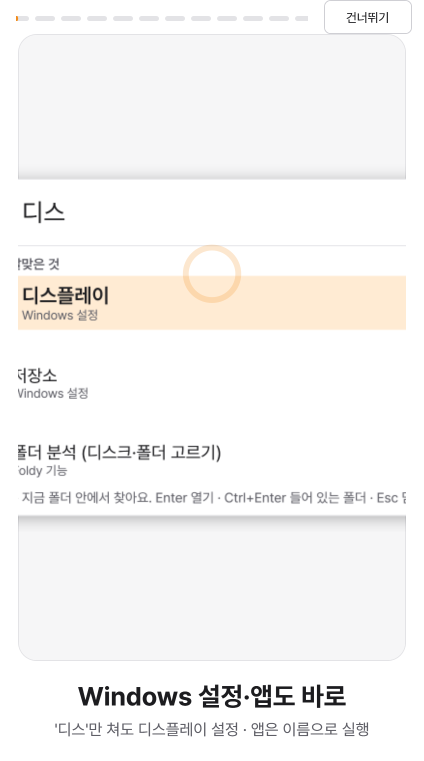 건너뛰기
디스
맞은 것
디스플레이
Windows 설정
저장소
Windows 설정
폴더 분석 (디스크·폴더 고르기)
Foldy 기능
지금 폴더 안에서 찾아요. Enter 열기 · Ctrl+Enter 들어 있는 폴더 · Esc
Windows 설정·앱도 바로
'디스'만 쳐도 디스플레이 설정 · 앱은 이름으로 실행